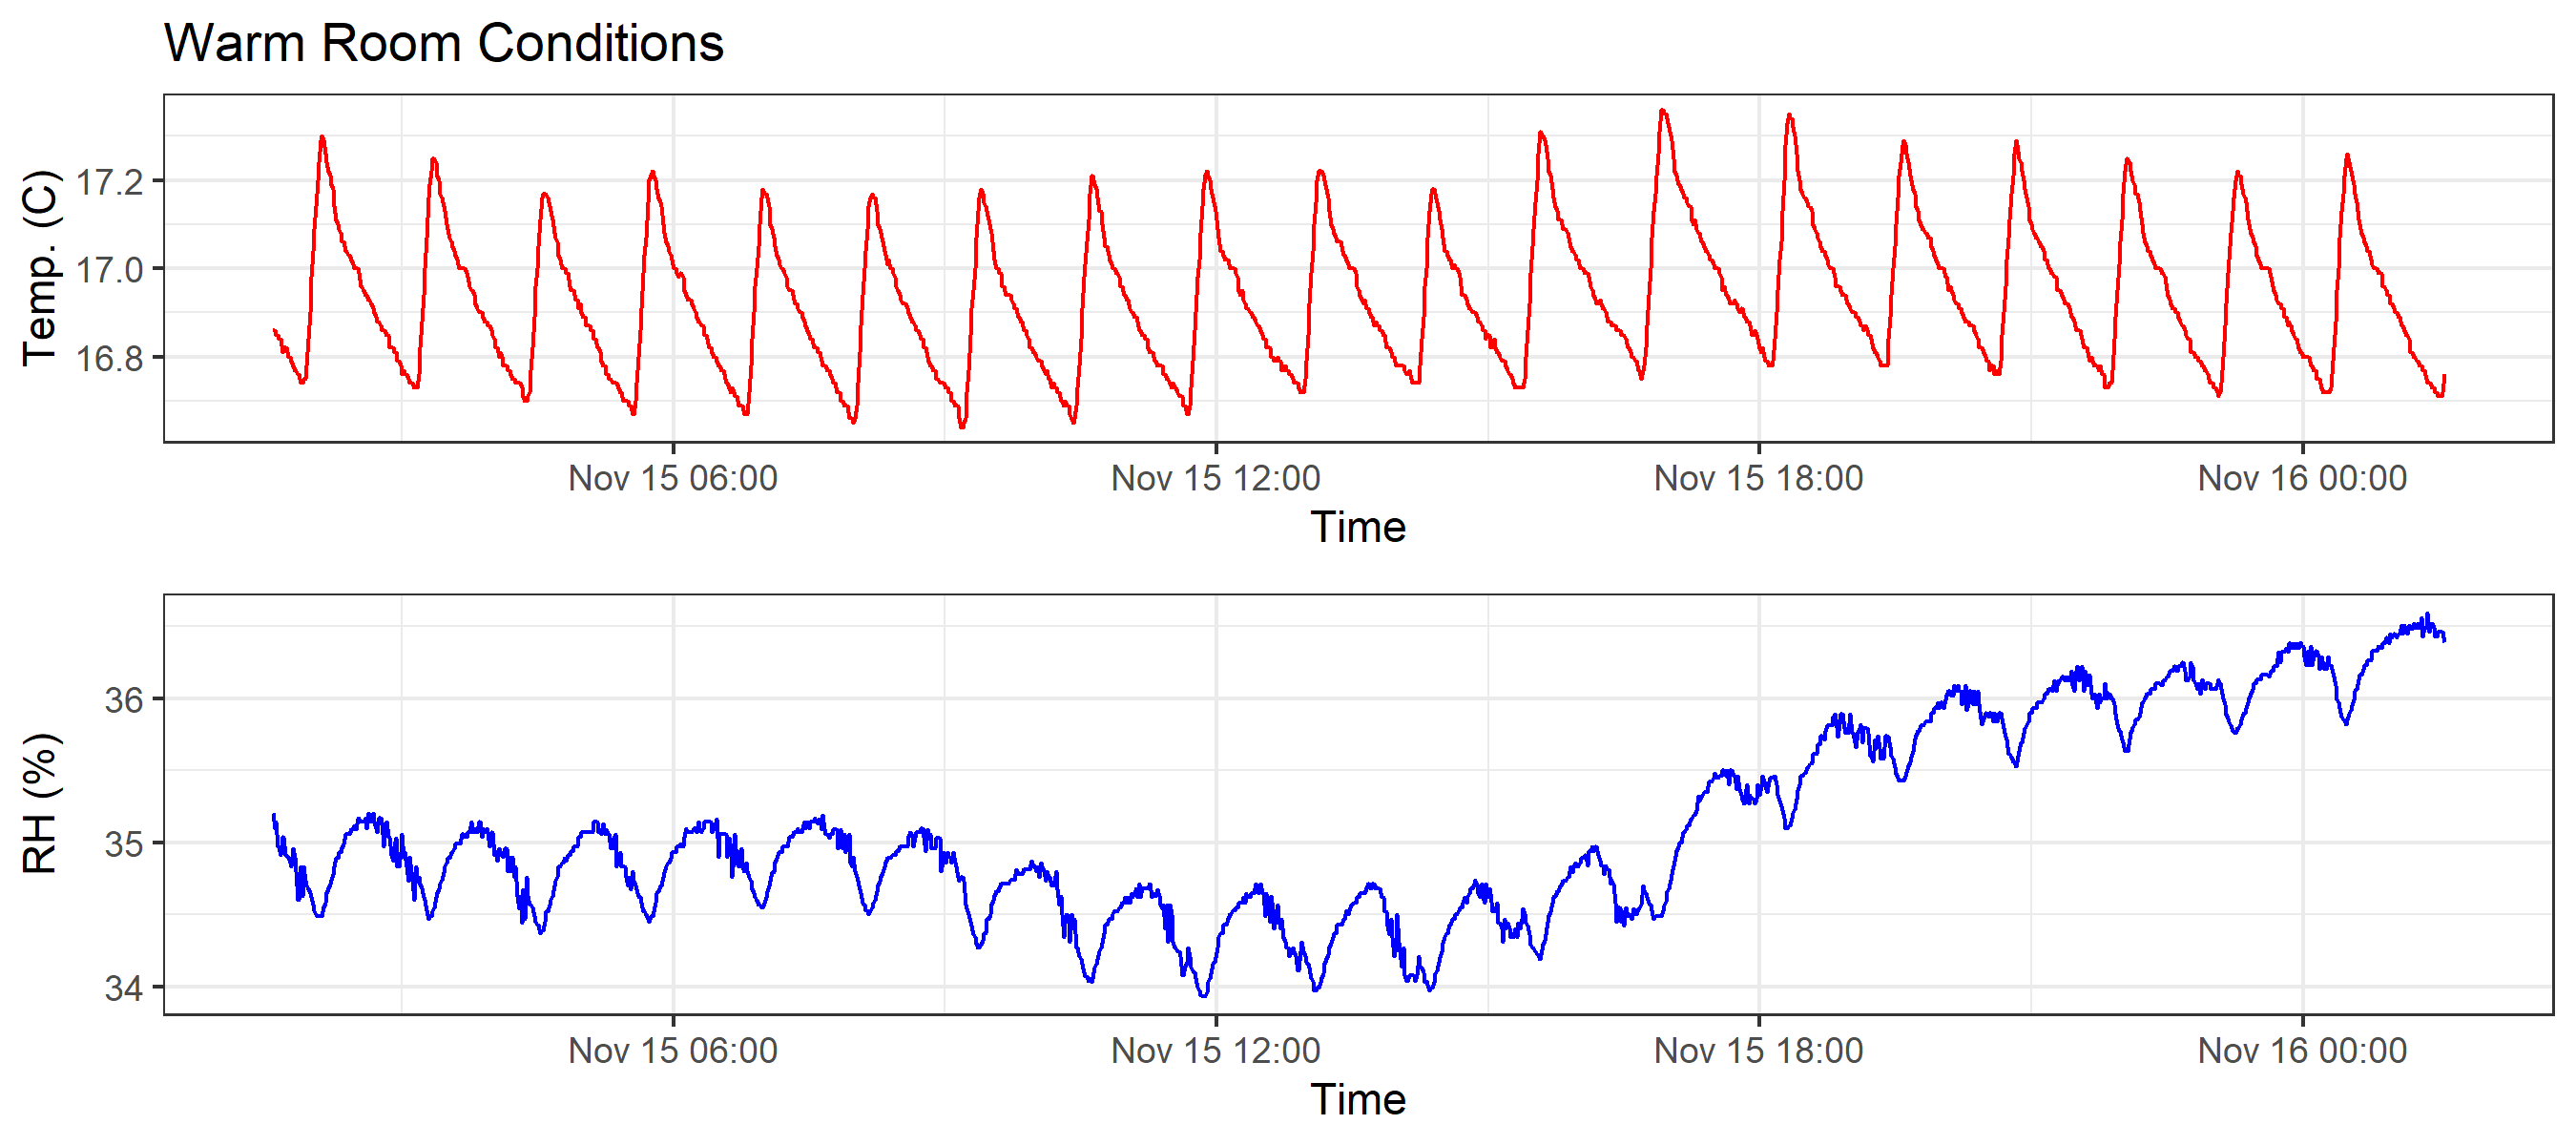 Warm Room Conditions
Temp. (C)
17.2
17.0
16.8
Nov 15 06:00 Nov 15 12:00 Nov 15 18:00 Nov 16 00:00
Time
RH (%)
36
35
34
Nov 15 06:00 Nov 15 12:00 Nov 15 18:00 Nov 16 00:00
Time